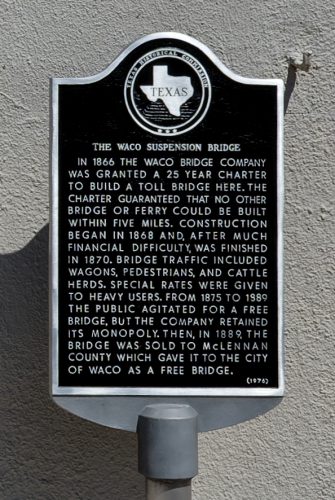 TEXAS HISTORICAL COMMISSION
TEXAS
THE WACO SUSPENSION BRIDGE
IN 1866 THE WACO BRIDGE COMPANY
WAS GRANTED A 25 YEAR CHARTER
TO BUILD A TOLL BRIDGE HERE. THE
CHARTER GUARANTEED THAT NO OTHER
BRIDGE OR FERRY COULD BE BUILT
WITHIN FIVE MILES. CONSTRUCTION
BEGAN IN 1868 AND, AFTER MUCH
FINANCIAL DIFFICULTY, WAS FINISHED
IN 1870. BRIDGE TRAFFIC INCLUDED
WAGONS, PEDESTRIANS, AND CATTLE
HERDS. SPECIAL RATES WERE GIVEN
TO HEAVY USERS. FROM 1875 TO 1989
THE PUBLIC AGITATED FOR A FREE
BRIDGE, BUT THE COMPANY RETAINED
ITS MONOPOLY. THEN, IN 1889, THE
BRIDGE WAS SOLD TO McLENNAN
COUNTY WHICH GAVE IT TO THE CITY
OF WACO AS A FREE BRIDGE.
(1976)